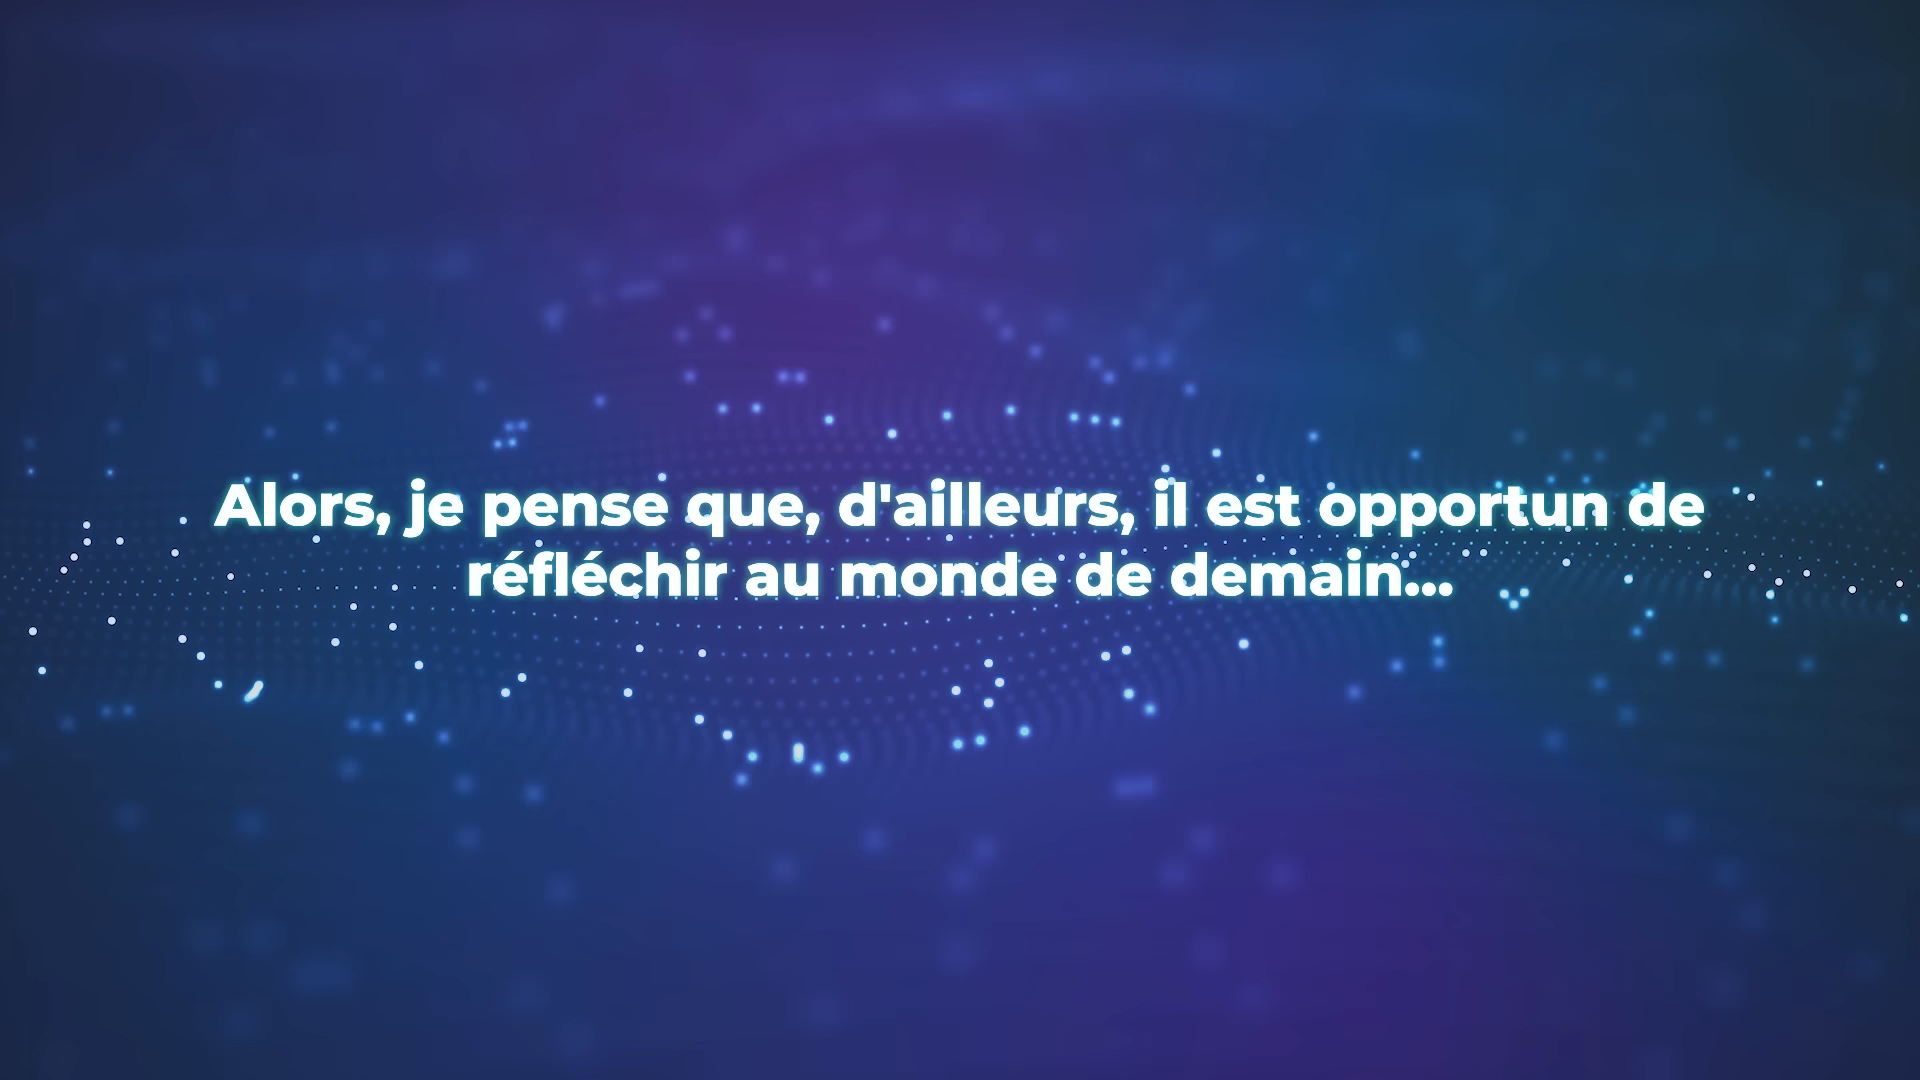 Alors, je pense que, d'ailleurs, il est opportun de
réfléchir au monde de demain...